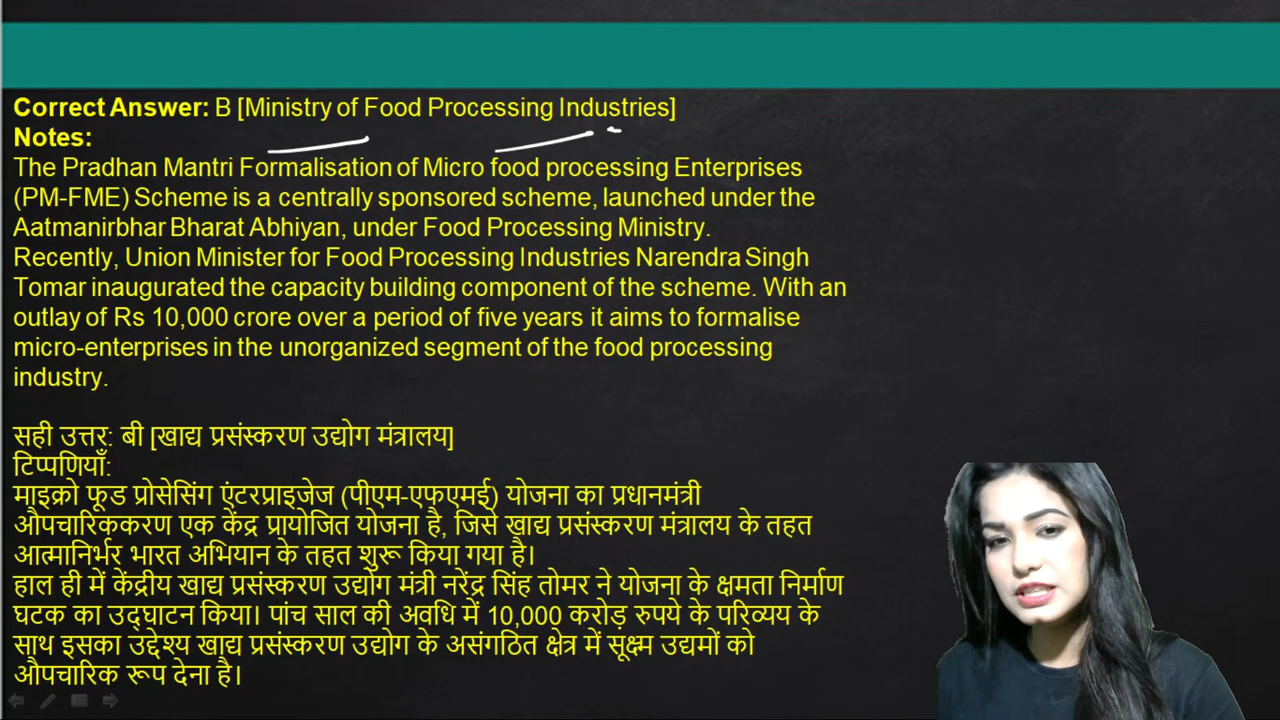 Correct Answer: B [Ministry of Food Processing Industries]
Notes:
The Pradhan Mantri Formalisation of Micro food processing Enterprises
(PM-FME) Scheme is a centrally sponsored scheme, launched under the
Aatmanirbhar Bharat Abhiyan, under Food Processing Ministry.
Recently, Union Minister for Food Processing Industries Narendra Singh
Tomar inaugurated the capacity building component of the scheme. With an
outlay of Rs 10,000 crore over a period of five years it aims to formalise
micro-enterprises in the unorganized segment of the food processing
industry.
सही उत्तर: बी [खाद्य प्रसंस्करण उद्योग मंत्रालय]
टिप्पणियाँ:
माइक्रो फूड प्रोसेसिंग एंटरप्राइजेज (पीएम-एफएमई) योजना का प्रधानमंत्री
औपचारिककरण एक केंद्र प्रायोजित योजना है, जिसे खाद्य प्रसंस्करण मंत्रालय के तहत
आत्मानिर्भर भारत अभियान के तहत शुरू किया गया है।
हाल ही में केंद्रीय खाद्य प्रसंस्करण उद्योग मंत्री नरेंद्र सिंह तोमर ने योजना के क्षमता निर्माण
घटक का उद्घाटन किया। पांच साल की अवधि में 10,000 करोड़ रुपये के परिव्यय के
साथ इसका उद्देश्य खाद्य प्रसंस्करण उद्योग के असंगठित क्षेत्र में सूक्ष्म उद्यमों को
औपचारिक रूप देना है।